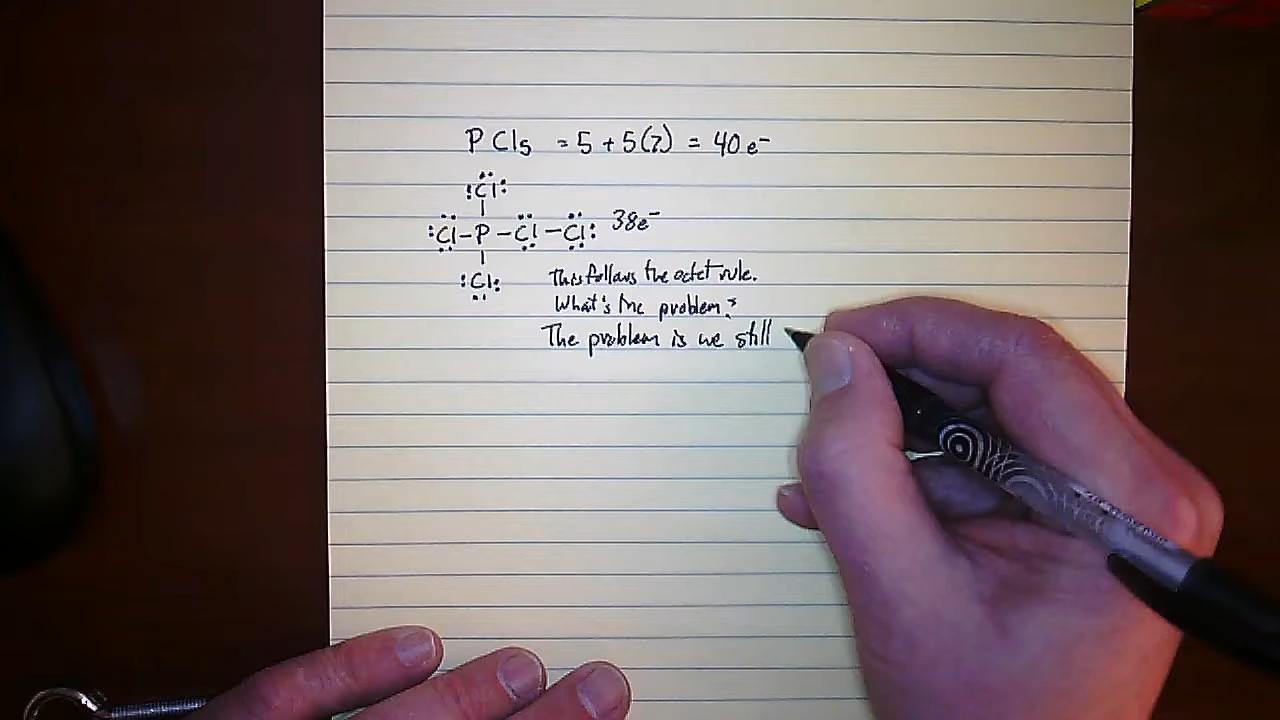 PCl5 = 5 + 5(7) = 40 e⁻
:Cl:
:Cl–P–Cl–Cl: 38e⁻
:Cl:
This follows the octet rule.
What's the problem?
The problem is we still